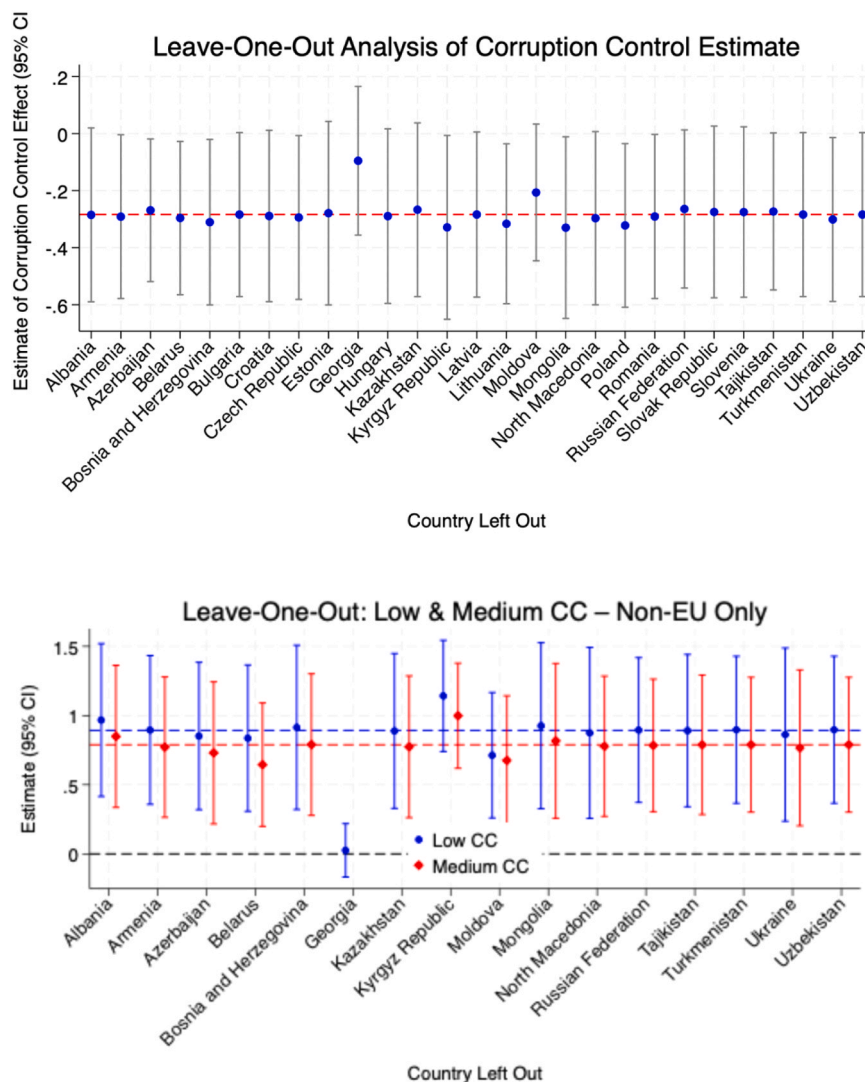 Leave-One-Out Analysis of Corruption Control Estimate
Estimate of Corruption Control Effect (95% CI
.2
0
-.2
-.4
-.6
Albania
Armenia
Azerbaijan
Belarus
Bosnia and Herzegovina
Bulgaria
Croatia
Czech Republic
Estonia
Georgia
Hungary
Kazakhstan
Kyrgyz Republic
Latvia
Lithuania
Moldova
Mongolia
North Macedonia
Poland
Romania
Russian Federation
Slovak Republic
Slovenia
Tajikistan
Turkmenistan
Ukraine
Uzbekistan
Country Left Out
Leave-One-Out: Low & Medium CC – Non-EU Only
Estimate (95% CI)
1.5
1
.5
0
Low CC
Medium CC
Albania
Armenia
Azerbaijan
Belarus
Bosnia and Herzegovina
Georgia
Kazakhstan
Kyrgyz Republic
Moldova
Mongolia
North Macedonia
Russian Federation
Tajikistan
Turkmenistan
Ukraine
Uzbekistan
Country Left Out